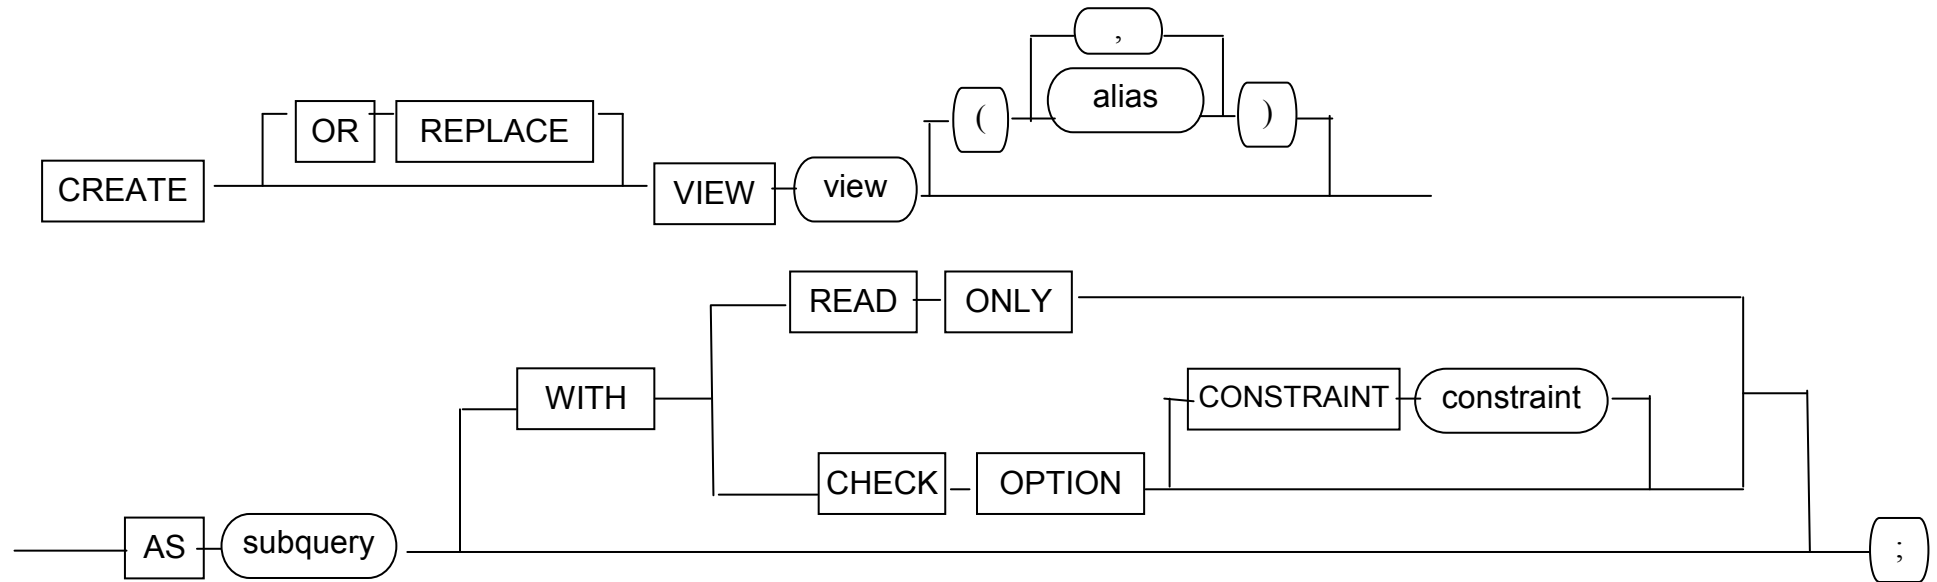 ,
( alias )
OR REPLACE
CREATE VIEW view
READ ONLY
WITH CONSTRAINT constraint
CHECK OPTION
AS subquery ;